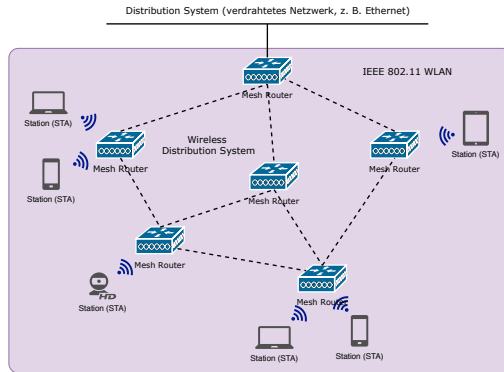 Distribution System (verdrahtetes Netzwerk, z. B. Ethernet)
IEEE 802.11 WLAN
Mesh Router
Station (STA)
Wireless
Distribution System
Mesh Router
Mesh Router
Station (STA)
Station (STA)
Mesh Router
Mesh Router
HD
Station (STA)
Mesh Router
Station (STA)
Station (STA)